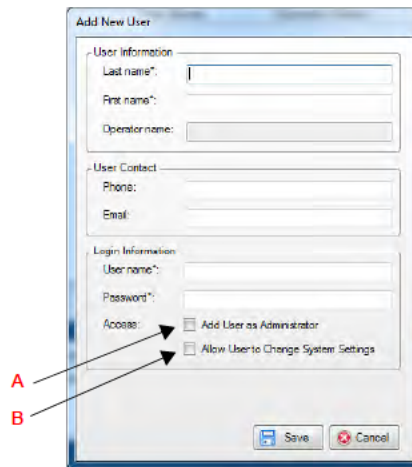 Add New User
User Information
Last name*:
First name*:
Operator name:
User Contact
Phone:
Email:
Login Information
User name*:
Password*:
Access:
Add User as Administrator
Allow User to Change System Settings
A
B
Save
Cancel